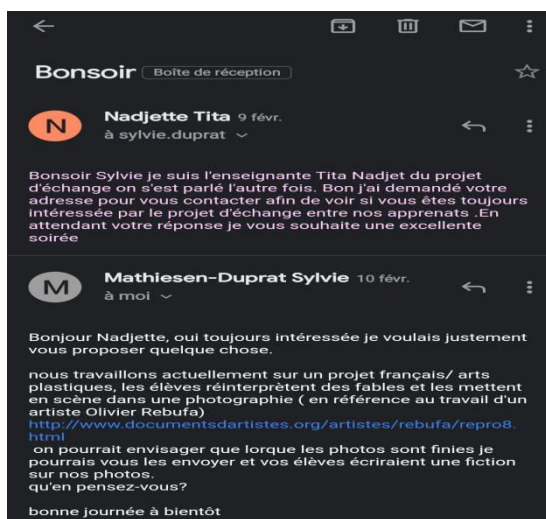 Bonsoir Boîte de réception
N
Nadjette Tita 9 févr.
à sylvie.duprat
Bonsoir Sylvie je suis l'enseignante Tita Nadjet du projet
d'échange on s'est parlé l'autre fois. Bon j'ai demandé votre
adresse pour vous contacter afin de voir si vous êtes toujours
intéressée par le projet d'échange entre nos apprenats .En
attendant votre réponse je vous souhaite une excellente
soirée
M
Mathiesen-Duprat Sylvie 10 févr.
à moi
Bonjour Nadjette, oui toujours intéressée je voulais justement
vous proposer quelque chose.
nous travaillons actuellement sur un projet français/ arts
plastiques, les élèves réinterprètent des fables et les mettent
en scène dans une photographie ( en référence au travail d'un
artiste Olivier Rebufa)
http://www.documentsdartistes.org/artistes/rebufa/repro8.
html
on pourrait envisager que lorque les photos sont finies je
pourrais vous les envoyer et vos élèves écriraient une fiction
sur nos photos.
qu'en pensez-vous?
bonne journée à bientôt